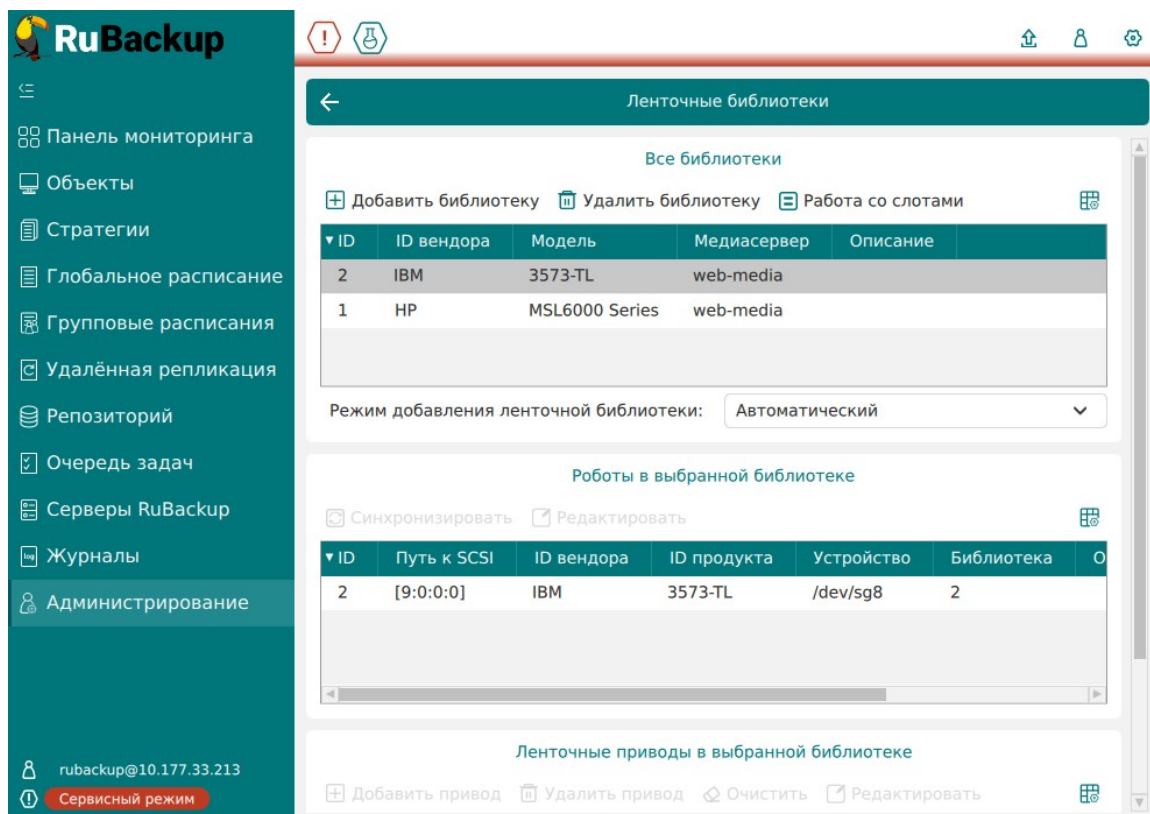 RuBackup
Панель мониторинга
Объекты
Стратегии
Глобальное расписание
Групповые расписания
Удалённая репликация
Репозиторий
Очередь задач
Серверы RuBackup
Журналы
Администрирование
rubackup@10.177.33.213
Сервисный режим
Ленточные библиотеки
Все библиотеки
Добавить библиотеку Удалить библиотеку Работа со слотами
ID ID вендора Модель Медиасервер Описание
2 IBM 3573-TL web-media
1 HP MSL6000 Series web-media
Режим добавления ленточной библиотеки: Автоматический
Роботы в выбранной библиотеке
Синхронизировать Редактировать
ID Путь к SCSI ID вендора ID продукта Устройство Библиотека О
2 [9:0:0:0] IBM 3573-TL /dev/sg8 2
Ленточные приводы в выбранной библиотеке
Добавить привод Удалить привод Очистить Редактировать